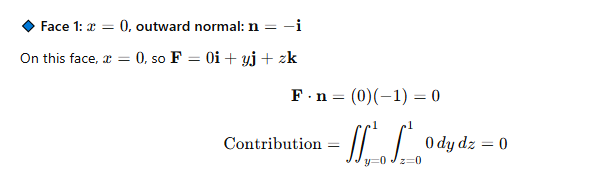 ◆ Face 1: x = 0, outward normal: n = −i
On this face, x = 0, so F = 0i + yj + zk
F · n = (0)(−1) = 0
Contribution = ∬_{y=0}^{1} ∫_{z=0}^{1} 0 dy dz = 0